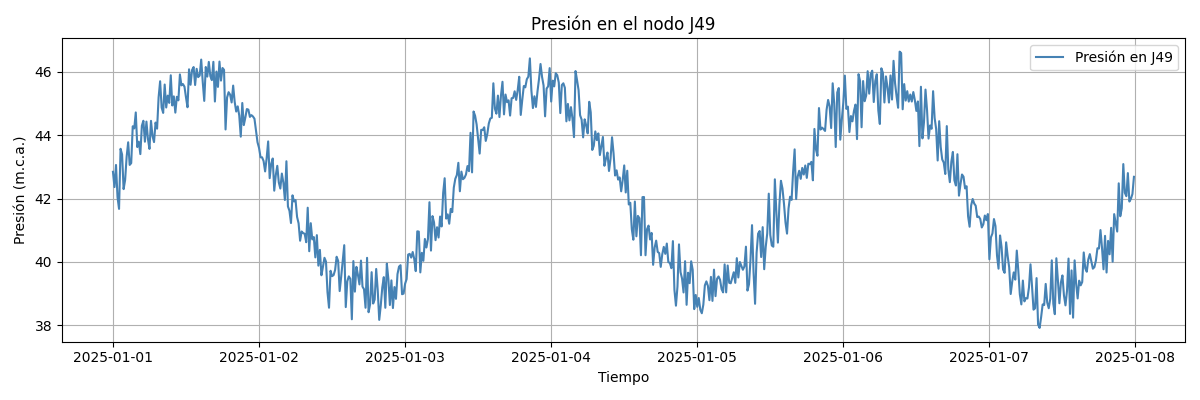 Presión en el nodo J49
Presión en J49
Presión (m.c.a.)
46
44
42
40
38
2025-01-01 2025-01-02 2025-01-03 2025-01-04 2025-01-05 2025-01-06 2025-01-07 2025-01-08
Tiempo